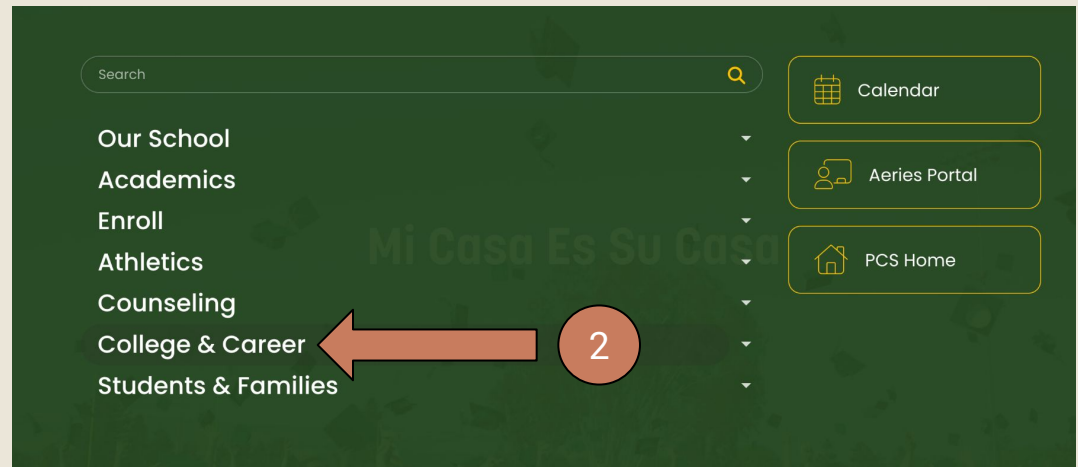 Search
Calendar
Our School
Academics
Aeries Portal
Enroll
Mi Casa Es Su Casa
Athletics
PCS Home
Counseling
College & Career
2
Students & Families